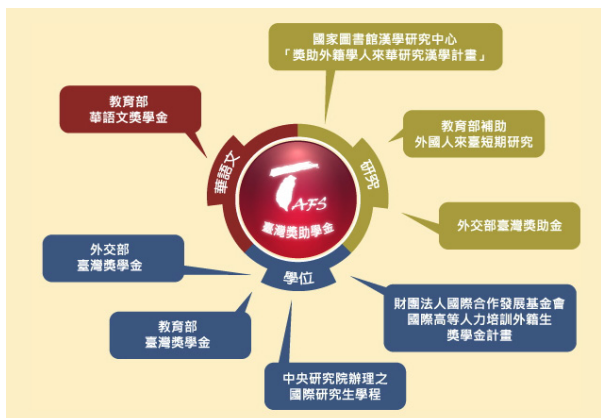 國家圖書館漢學研究中心
「獎助外籍學人來華研究漢學計畫」
教育部
華語文獎學金
教育部補助
外國人來臺短期研究
華語文
研究
TAFS
臺灣獎助學金
外交部臺灣獎助金
外交部
臺灣獎學金
學位
財團法人國際合作發展基金會
國際高等人力培訓外籍生
獎學金計畫
教育部
臺灣獎學金
中央研究院辦理之
國際研究生學程